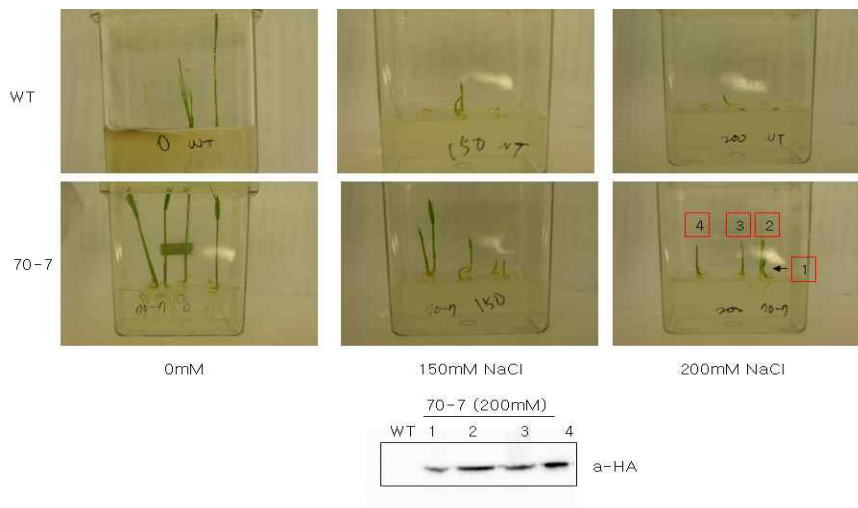 WT
0 WT
150 WT
200 WT
70-7
70-7 0
70-7 150
4 3 2
1
200 70-7
0mM
150mM NaCl
200mM NaCl
70-7 (200mM)
WT 1 2 3 4
a-HA